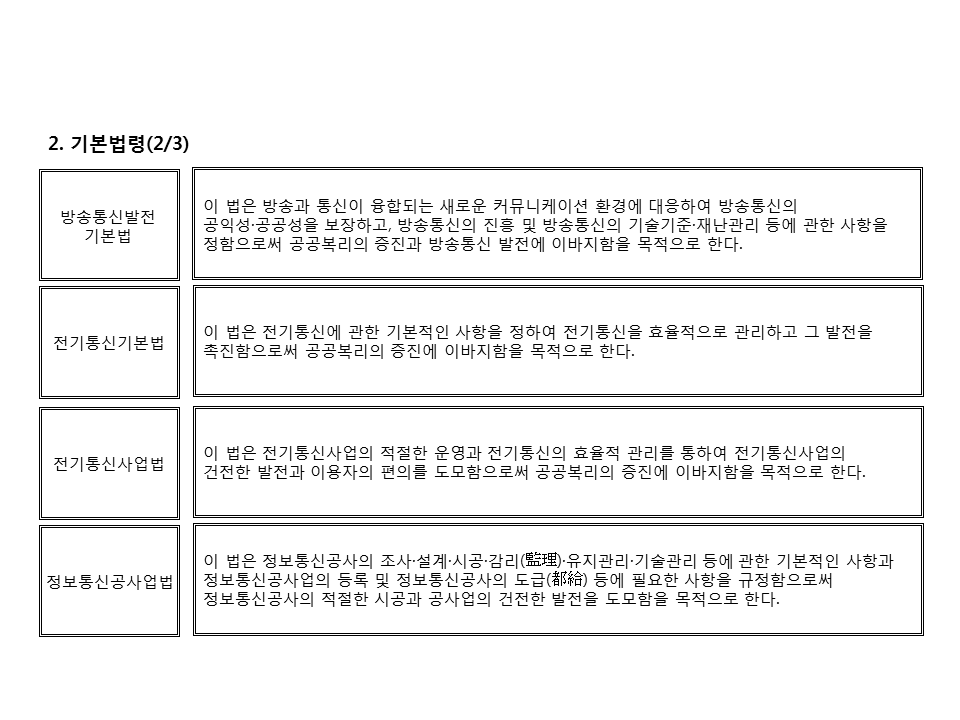 2. 기본법령(2/3)
방송통신발전
기본법
이 법은 방송과 통신이 융합되는 새로운 커뮤니케이션 환경에 대응하여 방송통신의
공익성·공공성을 보장하고, 방송통신의 진흥 및 방송통신의 기술기준·재난관리 등에 관한 사항을
정함으로써 공공복리의 증진과 방송통신 발전에 이바지함을 목적으로 한다.
전기통신기본법
이 법은 전기통신에 관한 기본적인 사항을 정하여 전기통신을 효율적으로 관리하고 그 발전을
촉진함으로써 공공복리의 증진에 이바지함을 목적으로 한다.
전기통신사업법
이 법은 전기통신사업의 적절한 운영과 전기통신의 효율적 관리를 통하여 전기통신사업의
건전한 발전과 이용자의 편의를 도모함으로써 공공복리의 증진에 이바지함을 목적으로 한다.
정보통신공사업법
이 법은 정보통신공사의 조사·설계·시공·감리(監理)·유지관리·기술관리 등에 관한 기본적인 사항과
정보통신공사업의 등록 및 정보통신공사의 도급(都給) 등에 필요한 사항을 규정함으로써
정보통신공사의 적절한 시공과 공사업의 건전한 발전을 도모함을 목적으로 한다.